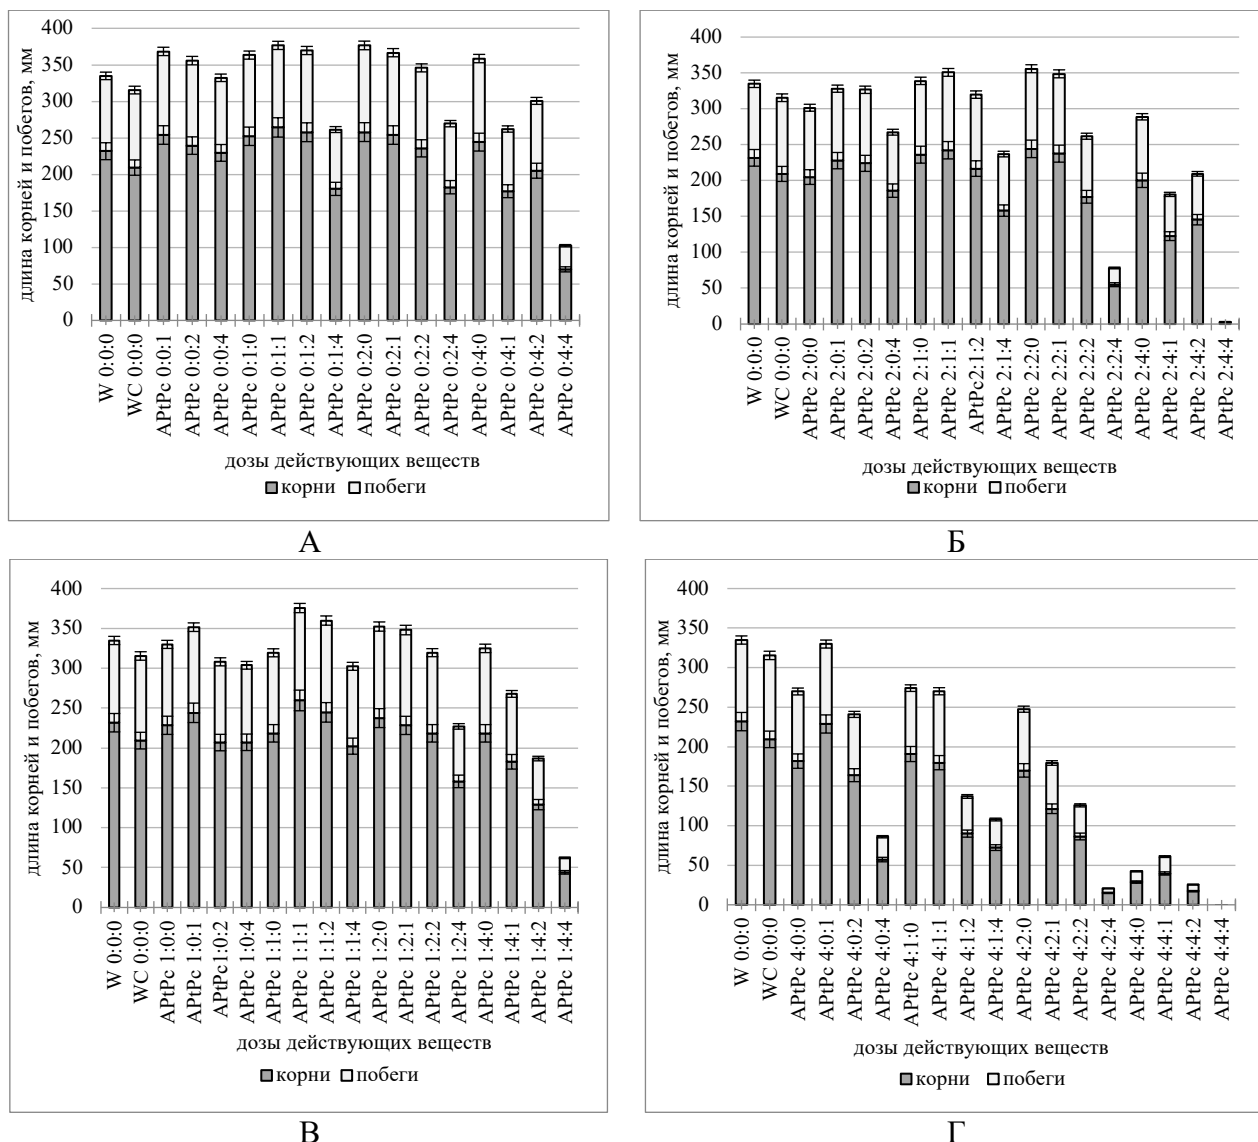 длина корней и побегов, мм
400
350
300
250
200
150
100
50
0
W 0:0:0
WC 0:0:0
APtPc 0:0:1
APtPc 0:0:2
APtPc 0:0:4
APtPc 0:1:0
APtPc 0:1:1
APtPc 0:1:2
APtPc 0:1:4
APtPc 0:2:0
APtPc 0:2:1
APtPc 0:2:2
APtPc 0:2:4
APtPc 0:4:0
APtPc 0:4:1
APtPc 0:4:2
APtPc 0:4:4
дозы действующих веществ
корни побеги
А
длина корней и побегов, мм
400
350
300
250
200
150
100
50
0
W 0:0:0
WC 0:0:0
APtPc 2:0:0
APtPc 2:0:1
APtPc 2:0:2
APtPc 2:0:4
APtPc 2:1:0
APtPc 2:1:1
APtPc2:1:2
APtPc 2:1:4
APtPc 2:2:0
APtPc 2:2:1
APtPc 2:2:2
APtPc 2:2:4
APtPc 2:4:0
APtPc 2:4:1
APtPc 2:4:2
APtPc 2:4:4
дозы действующих веществ
корни побеги
Б
длина корней и побегов, мм
400
350
300
250
200
150
100
50
0
W 0:0:0
WC 0:0:0
APtPc 1:0:0
APtPc 1:0:1
APtPc1:0:2
APtPc 1:0:4
APtPc 1:1:0
APtPc 1:1:1
APtPc 1:1:2
APtPc 1:1:4
APtPc 1:2:0
APtPc 1:2:1
APtPc 1:2:2
APtPc 1:2:4
APtPc 1:4:0
APtPc 1:4:1
APtPc 1:4:2
APtPc 1:4:4
дозы действующих веществ
корни побеги
В
длина корней и побегов, мм
400
350
300
250
200
150
100
50
0
W 0:0:0
WC 0:0:0
APtPc 4:0:0
APtPc 4:0:1
APtPc 4:0:2
APtPc 4:0:4
APtPc 4:1:0
APtPc 4:1:1
APtPc 4:1:2
APtPc 4:1:4
APtPc 4:2:0
APtPc 4:2:1
APtPc 4:2:2
APtPc 4:2:4
APtPc 4:4:0
APtPc 4:4:1
APtPc 4:4:2
APtPc 4:4:4
дозы действующих веществ
корни побеги
Г